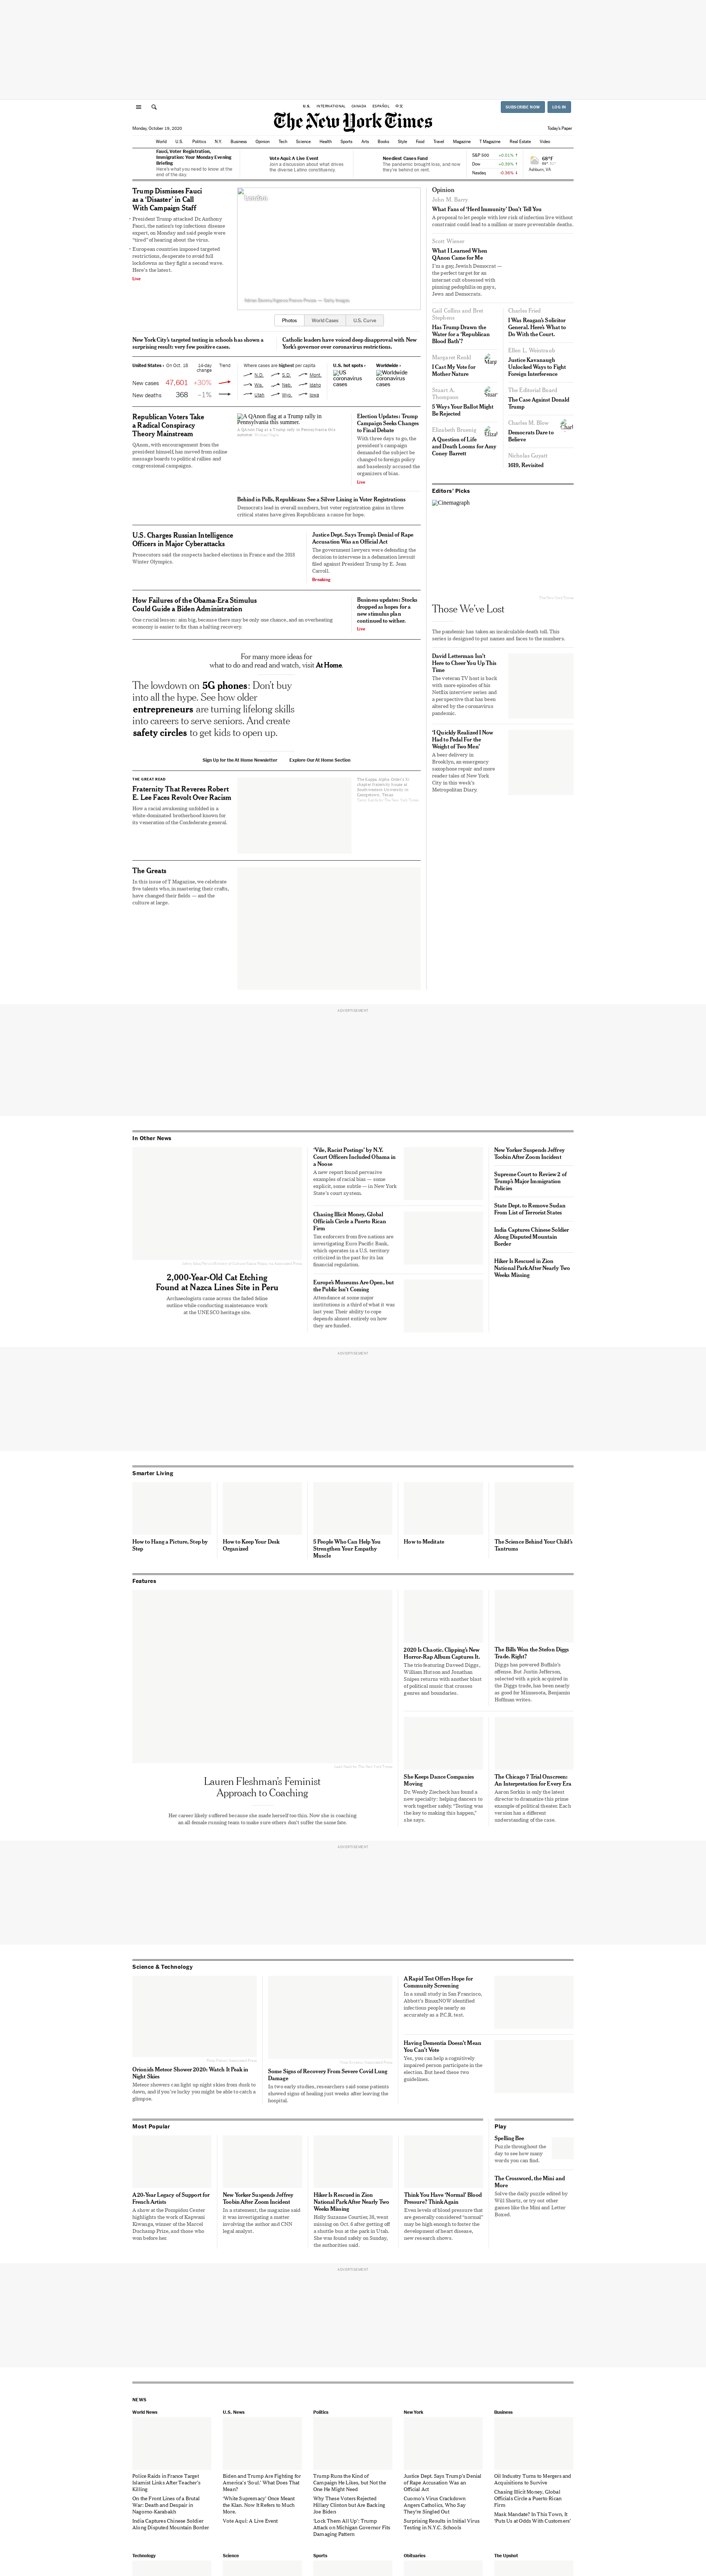 U.S. INTERNATIONAL CANADA ESPAÑOL 中文
SUBSCRIBE NOW LOG IN
The New York Times
Monday, October 19, 2020
Today's Paper
World U.S. Politics N.Y. Business Opinion Tech Science Health Sports Arts Books Style Food Travel Magazine T Magazine Real Estate Video
Fauci, Voter Registration,
Immigration: Your Monday Evening
Briefing
Here's what you need to know at the
end of the day.
Vote Aquí: A Live Event
Join a discussion about what drives
the diverse Latino constituency.
Neediest Cases Fund
The pandemic brought loss, and now
they're behind on rent.
S&P 500
Dow
Nasdaq
68°F
Ashburn, VA
Trump Dismisses Fauci
as a 'Disaster' in Call
With Campaign Staff
President Trump attacked Dr. Anthony
Fauci, the nation's top infectious disease
expert, on Monday and said people were
"tired" of hearing about the virus.
European countries imposed targeted
restrictions, desperate to avoid full
lockdowns as they fight a second wave.
Here's the latest.
Live
London
Photos World Cases U.S. Curve
New York City's targeted testing in schools has shown a
surprising result: very few positive cases.
Catholic leaders have voiced deep disapproval with New
York's governor over coronavirus restrictions.
United States › On Oct. 18 14-day
change Trend
New cases 47,601 +30%
New deaths 368 –1%
Where cases are highest per capita
N.D. S.D. Mont.
Wis. Neb. Idaho
Utah Wyo. Iowa
U.S. hot spots ›
US
coronavirus
cases
Worldwide ›
Worldwide
coronavirus
cases
Republican Voters Take
a Radical Conspiracy
Theory Mainstream
QAnon, with encouragement from the
president himself, has moved from online
message boards to political rallies and
congressional campaigns.
A QAnon flag at a Trump rally in
Pennsylvania this summer.
A QAnon flag at a Trump rally in Pennsylvania this
summer.
Election Updates: Trump
Campaign Seeks Changes
to Final Debate
With three days to go, the
president's campaign
demanded the subject be
changed to foreign policy
and baselessly accused the
organizers of bias.
Live
Behind in Polls, Republicans See a Silver Lining in Voter Registrations
Democrats lead in overall numbers, but voter registration gains in three
critical states have given Republicans a cause for hope.
U.S. Charges Russian Intelligence
Officers in Major Cyberattacks
Prosecutors said the suspects hacked elections in France and the 2018
Winter Olympics.
Justice Dept. Says Trump's Denial of Rape
Accusation Was an Official Act
The government lawyers were defending the
decision to intervene in a defamation lawsuit
filed against President Trump by E. Jean
Carroll.
Breaking
How Failures of the Obama-Era Stimulus
Could Guide a Biden Administration
One crucial lesson: aim big, because there may be only one chance, and an overheating
economy is easier to fix than a halting recovery.
Business updates: Stocks
dropped as hopes for a
new stimulus plan
continued to wither.
Live
For many more ideas for
what to do and read and watch, visit At Home.
The lowdown on 5G phones: Don't buy
into all the hype. See how older
entrepreneurs are turning lifelong skills
into careers to serve seniors. And create
safety circles to get kids to open up.
Sign Up for the At Home Newsletter Explore Our At Home Section
THE GREAT READ
Fraternity That Reveres Robert
E. Lee Faces Revolt Over Racism
How a racial awakening unfolded in a
white-dominated brotherhood known for
its veneration of the Confederate general.
The Kappa Alpha Order's Xi
chapter fraternity house at
Southwestern University in
Georgetown, Texas.
The Greats
In this issue of T Magazine, we celebrate
five talents who, in mastering their crafts,
have changed their fields — and the
culture at large.
Opinion
John M. Barry
What Fans of 'Herd Immunity' Don't Tell You
A proposal to let people with low risk of infection live without
constraint could lead to a million or more preventable deaths.
Scott Wiener
What I Learned When
QAnon Came for Me
I'm a gay, Jewish Democrat —
the perfect target for an
internet cult obsessed with
pinning pedophilia on gays,
Jews and Democrats.
Gail Collins and Bret
Stephens
Has Trump Drawn the
Water for a 'Republican
Blood Bath'?
Margaret Renkl
I Cast My Vote for
Mother Nature
Stuart A.
Thompson
5 Ways Your Ballot Might
Be Rejected
Elizabeth Bruenig
A Question of Life
and Death Looms for Amy
Coney Barrett
Charles Fried
I Was Reagan's Solicitor
General. Here's What to
Do With the Court.
Ellen L. Weintraub
Justice Kavanaugh
Unlocked Ways to Fight
Foreign Interference
The Editorial Board
The Case Against Donald
Trump
Charles M. Blow
Democrats Dare to
Believe
Nicholas Guyatt
1619, Revisited
Editors' Picks
Cinemagraph
The New York Times
Those We've Lost
The pandemic has taken an incalculable death toll. This
series is designed to put names and faces to the numbers.
David Letterman Isn't
Here to Cheer You Up This
Time
The veteran TV host is back
with more episodes of his
Netflix interview series and
a perspective that has been
altered by the coronavirus
pandemic.
'I Quickly Realized I Now
Had to Pedal For the
Weight of Two Men'
A beer delivery in
Brooklyn, an emergency
saxophone repair and more
reader tales of New York
City in this week's
Metropolitan Diary.
ADVERTISEMENT
In Other News
2,000-Year-Old Cat Etching
Found at Nazca Lines Site in Peru
Archaeologists came across the faded feline
outline while conducting maintenance work
at the UNESCO heritage site.
'Vile, Racist Postings' by N.Y.
Court Officers Included Obama in
a Noose
A new report found pervasive
examples of racial bias — some
explicit, some subtle — in New York
State's court system.
Chasing Illicit Money, Global
Officials Circle a Puerto Rican
Firm
Tax enforcers from five nations are
investigating Euro Pacific Bank,
which operates in a U.S. territory
criticized in the past for its lax
financial regulation.
Europe's Museums Are Open, but
the Public Isn't Coming
Attendance at some major
institutions is a third of what it was
last year. Their ability to cope
depends almost entirely on how
they are funded.
New Yorker Suspends Jeffrey
Toobin After Zoom Incident
Supreme Court to Review 2 of
Trump's Major Immigration
Policies
State Dept. to Remove Sudan
From List of Terrorist States
India Captures Chinese Soldier
Along Disputed Mountain
Border
Hiker Is Rescued in Zion
National Park After Nearly Two
Weeks Missing
ADVERTISEMENT
Smarter Living
How to Hang a Picture, Step by
Step
How to Keep Your Desk
Organized
5 People Who Can Help You
Strengthen Your Empathy
Muscle
How to Meditate
The Science Behind Your Child's
Tantrums
Features
Lauren Fleshman's Feminist
Approach to Coaching
Her career likely suffered because she made herself too thin. Now she is coaching
an all-female running team to make sure others don't suffer the same fate.
2020 Is Chaotic. Clipping's New
Horror-Rap Album Captures It.
The trio featuring Daveed Diggs,
William Hutson and Jonathan
Snipes returns with another blast
of political music that crosses
genres and boundaries.
The Bills Won the Stefon Diggs
Trade, Right?
Diggs has powered Buffalo's
offense. But Justin Jefferson,
selected with a pick acquired in
the Diggs trade, has been nearly
as good for Minnesota, Benjamin
Hoffman writes.
She Keeps Dance Companies
Moving
Dr. Wendy Ziecheck has found a
new specialty: helping dancers to
work together safely. "Testing was
the key to making this happen,"
she says.
The Chicago 7 Trial Onscreen:
An Interpretation for Every Era
Aaron Sorkin is only the latest
director to dramatize this prime
example of political theater. Each
version has a different
understanding of the case.
ADVERTISEMENT
Science & Technology
Orionids Meteor Shower 2020: Watch It Peak in
Night Skies
Meteor showers can light up night skies from dusk to
dawn, and if you're lucky you might be able to catch a
glimpse.
Some Signs of Recovery From Severe Covid Lung
Damage
In two early studies, researchers said some patients
showed signs of healing just weeks after leaving the
hospital.
A Rapid Test Offers Hope for
Community Screening
In a small study in San Francisco,
Abbott's BinaxNOW identified
infectious people nearly as
accurately as a P.C.R. test.
Having Dementia Doesn't Mean
You Can't Vote
Yes, you can help a cognitively
impaired person participate in the
election. But heed these two
guidelines.
Most Popular
A 20-Year Legacy of Support for
French Artists
A show at the Pompidou Center
highlights the work of Kapwani
Kiwanga, winner of the Marcel
Duchamp Prize, and those who
won before her.
New Yorker Suspends Jeffrey
Toobin After Zoom Incident
In a statement, the magazine said
it was investigating a matter
involving the author and CNN
legal analyst.
Hiker Is Rescued in Zion
National Park After Nearly Two
Weeks Missing
Holly Suzanne Courtier, 38, went
missing on Oct. 6 after getting off
a shuttle bus at the park in Utah.
She was found safely on Sunday,
the authorities said.
Think You Have 'Normal' Blood
Pressure? Think Again
Even levels of blood pressure that
are generally considered "normal"
may be high enough to foster the
development of heart disease,
new research shows.
Play
Spelling Bee
Puzzle throughout the
day to see how many
words you can find.
The Crossword, the Mini and
More
Solve the daily puzzle edited by
Will Shortz, or try out other
games like the Mini and Letter
Boxed.
ADVERTISEMENT
NEWS
World News
Police Raids in France Target
Islamist Links After Teacher's
Killing
On the Front Lines of a Brutal
War: Death and Despair in
Nagorno-Karabakh
India Captures Chinese Soldier
Along Disputed Mountain Border
U.S. News
Biden and Trump Are Fighting for
America's 'Soul.' What Does That
Mean?
'White Supremacy' Once Meant
the Klan. Now It Refers to Much
More.
Vote Aquí: A Live Event
Politics
Trump Runs the Kind of
Campaign He Likes, but Not the
One He Might Need
Why These Voters Rejected
Hillary Clinton but Are Backing
Joe Biden
'Lock Them All Up': Trump
Attack on Michigan Governor Fits
Damaging Pattern
New York
Justice Dept. Says Trump's Denial
of Rape Accusation Was an
Official Act
Cuomo's Virus Crackdown
Angers Catholics, Who Say
They're Singled Out
Surprising Results in Initial Virus
Testing in N.Y.C. Schools
Business
Oil Industry Turns to Mergers and
Acquisitions to Survive
Chasing Illicit Money, Global
Officials Circle a Puerto Rican
Firm
Mask Mandate? In This Town, It
'Puts Us at Odds With Customers'
Technology Science Sports Obituaries The Upshot